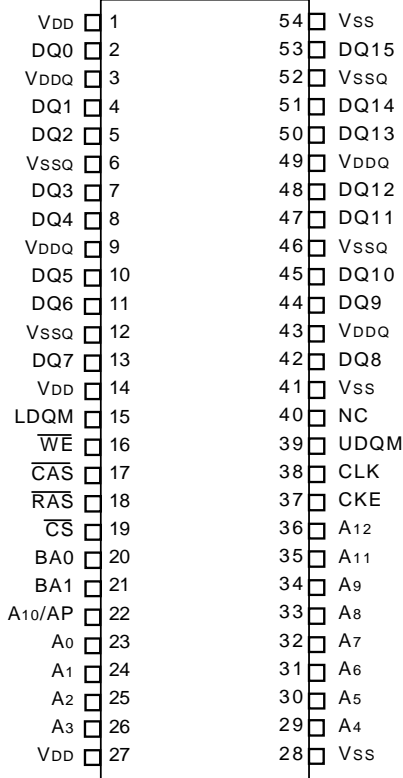 VDD 1 54 VSS
DQ0 2 53 DQ15
VDDQ 3 52 VSSQ
DQ1 4 51 DQ14
DQ2 5 50 DQ13
VSSQ 6 49 VDDQ
DQ3 7 48 DQ12
DQ4 8 47 DQ11
VDDQ 9 46 VSSQ
DQ5 10 45 DQ10
DQ6 11 44 DQ9
VSSQ 12 43 VDDQ
DQ7 13 42 DQ8
VDD 14 41 VSS
LDQM 15 40 NC
W̅E̅ 16 39 UDQM
C̅A̅S̅ 17 38 CLK
R̅A̅S̅ 18 37 CKE
C̅S̅ 19 36 A12
BA0 20 35 A11
BA1 21 34 A9
A10/AP 22 33 A8
A0 23 32 A7
A1 24 31 A6
A2 25 30 A5
A3 26 29 A4
VDD 27 28 VSS